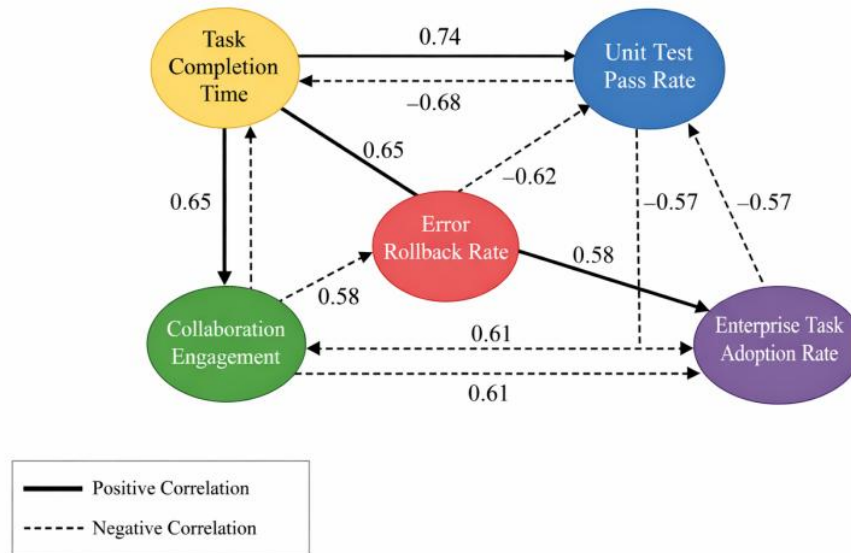 Task
Completion
Time
0.74
–0.68
Unit Test
Pass Rate
0.65
–0.62
0.65
–0.57
–0.57
Error
Rollback Rate
0.58
0.58
Collaboration
Engagement
0.61
0.61
Enterprise Task
Adoption Rate
Positive Correlation
Negative Correlation